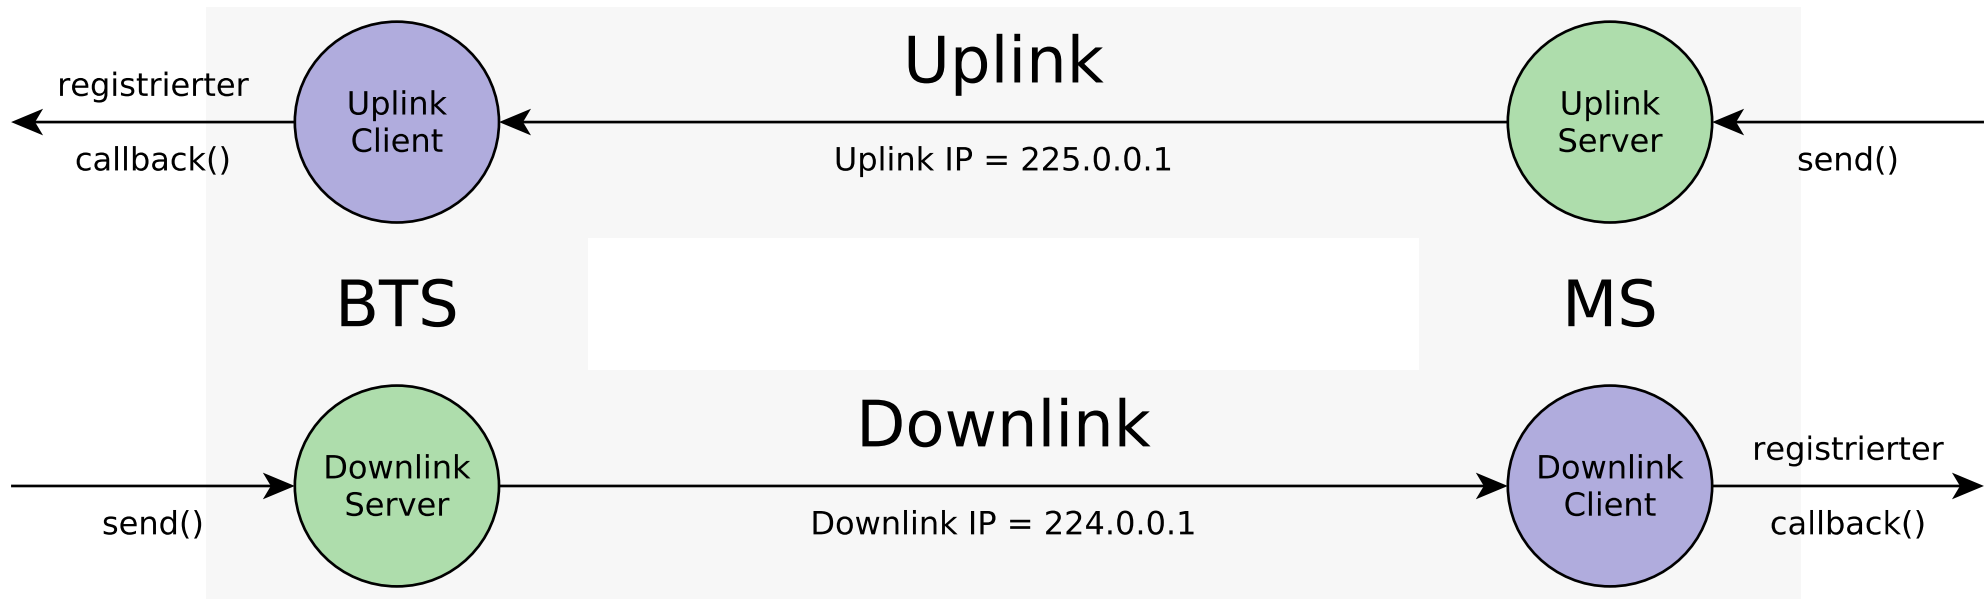 Uplink
registrierter
callback()
Uplink
Client
Uplink IP = 225.0.0.1
Uplink
Server
send()
BTS
MS
Downlink
send()
Downlink
Server
Downlink IP = 224.0.0.1
Downlink
Client
registrierter
callback()